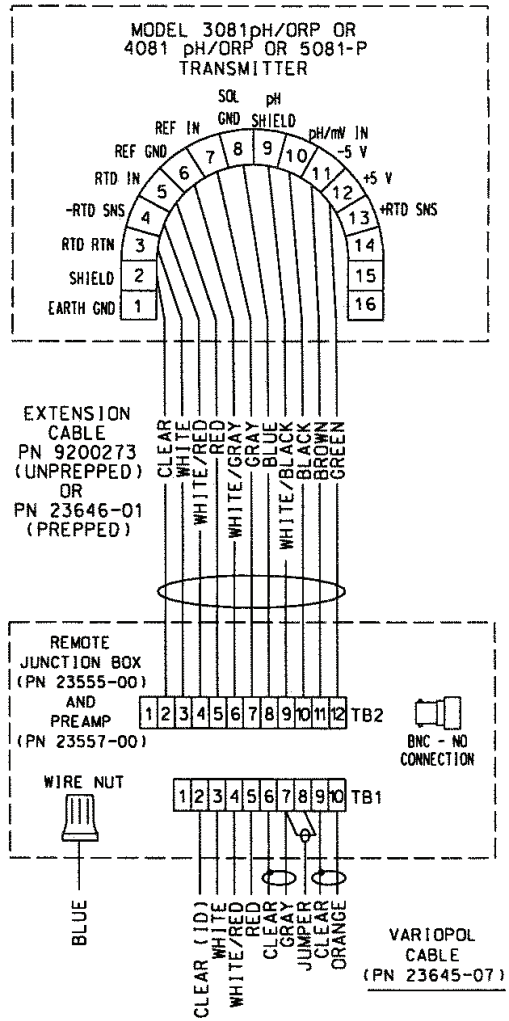 MODEL 3081pH/ORP OR
4081 pH/ORP OR 5081-P
TRANSMITTER
SOL GND
pH SHIELD
REF IN
pH/mV IN
REF GND
-5 V
RTD IN
+5 V
-RTD SNS
+RTD SNS
RTD RTN
SHIELD
EARTH GND
1 2 3 4 5 6 7 8 9 10 11 12 13 14 15 16
EXTENSION
CABLE
PN 9200273
(UNPREPPED)
OR
PN 23646-01
(PREPPED)
CLEAR
WHITE
WHITE/RED
RED
WHITE/GRAY
GRAY
BLUE
WHITE/BLACK
BLACK
BROWN
GREEN
REMOTE
JUNCTION BOX
(PN 23555-00)
AND
PREAMP
(PN 23557-00)
1 2 3 4 5 6 7 8 9 10 11 12 TB2
BNC - NO
CONNECTION
WIRE NUT
1 2 3 4 5 6 7 8 9 10 TB1
BLUE
CLEAR (ID)
WHITE
WHITE/RED
RED
CLEAR
GRAY
JUMPER
CLEAR
ORANGE
VARIOPOL
CABLE
(PN 23645-07)